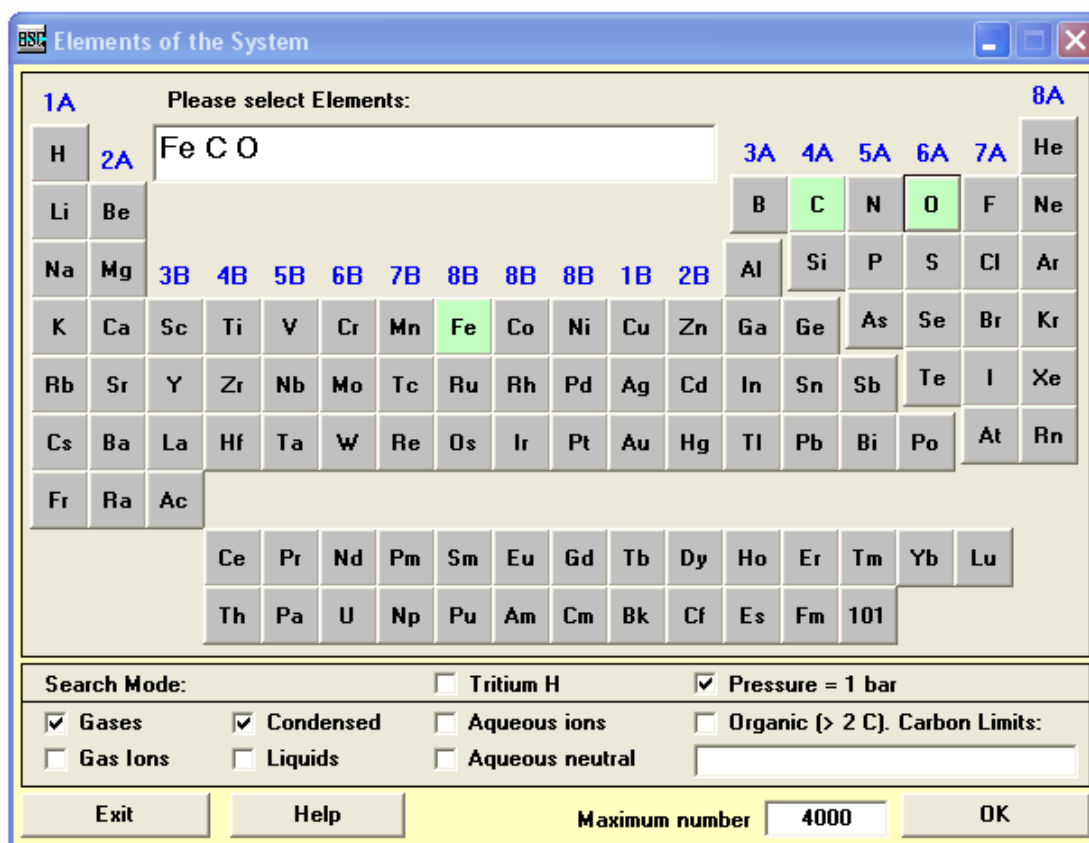 HSC Elements of the System
1A Please select Elements: 8A
H 2A Fe C O 3A 4A 5A 6A 7A He
Li Be B C N O F Ne
Na Mg 3B 4B 5B 6B 7B 8B 8B 8B 1B 2B Al Si P S Cl Ar
K Ca Sc Ti V Cr Mn Fe Co Ni Cu Zn Ga Ge As Se Br Kr
Rb Sr Y Zr Nb Mo Tc Ru Rh Pd Ag Cd In Sn Sb Te I Xe
Cs Ba La Hf Ta W Re Os Ir Pt Au Hg Tl Pb Bi Po At Rn
Fr Ra Ac
Ce Pr Nd Pm Sm Eu Gd Tb Dy Ho Er Tm Yb Lu
Th Pa U Np Pu Am Cm Bk Cf Es Fm 101
Search Mode: Tritium H Pressure = 1 bar
Gases Condensed Aqueous ions Organic (> 2 C). Carbon Limits:
Gas Ions Liquids Aqueous neutral
Exit Help Maximum number 4000 OK